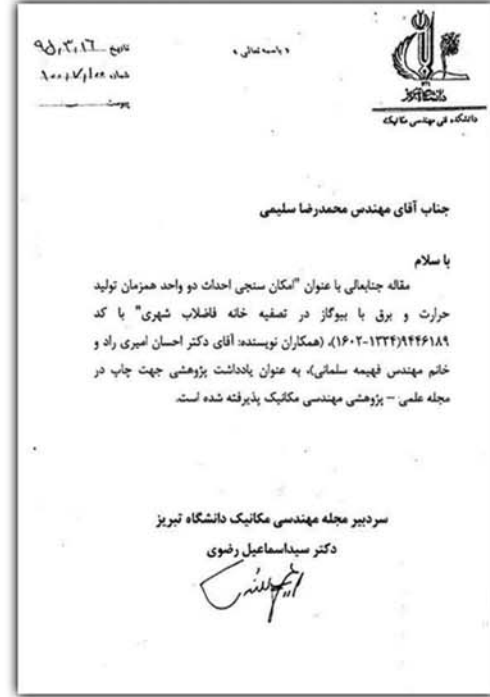 « باسمه تعالی »
تاریخ ۹۵,۳,۱۶
شماره
پیوست
دانشگاه تبریز
دانشکده فنی مهندسی مکانیک
جناب آقای مهندس محمدرضا سلیمی
با سلام
مقاله جنابعالی با عنوان "امکان سنجی احداث دو واحد همزمان تولید
حرارت و برق با بیوگاز در تصفیه خانه فاضلاب شهری" با کد
۹۴۴۶۱۸۹(۱۳۳۴-۱۶۰۲)، (همکاران نویسنده: آقای دکتر احسان امیری راد و
خانم مهندس فهیمه سلمانی)، به عنوان یادداشت پژوهشی جهت چاپ در
مجله علمی – پژوهشی مهندسی مکانیک پذیرفته شده است.
سردبیر مجله مهندسی مکانیک دانشگاه تبریز
دکتر سیداسماعیل رضوی